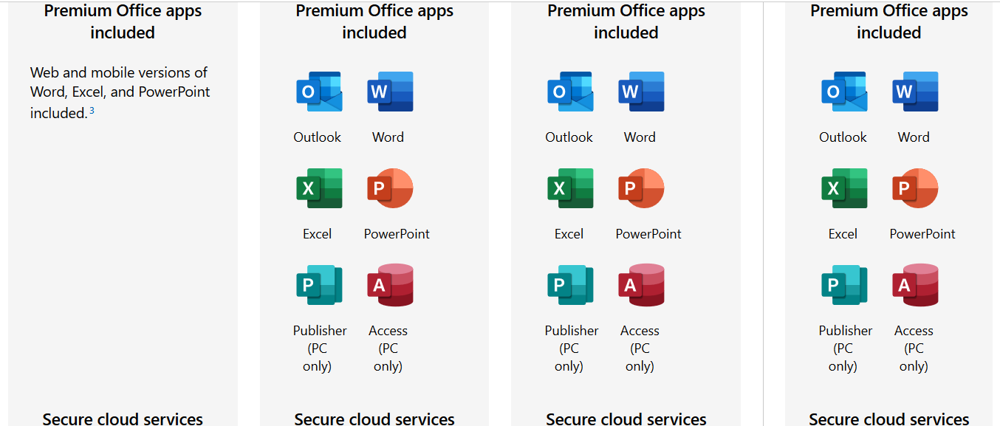 Premium Office apps
included
Web and mobile versions of
Word, Excel, and PowerPoint
included.3
Secure cloud services
Premium Office apps
included
O
W
Outlook
Word
X
P
Excel
PowerPoint
P
A
Publisher
(PC
only)
Access
(PC
only)
Secure cloud services
Premium Office apps
included
O
W
Outlook
Word
X
P
Excel
PowerPoint
P
A
Publisher
(PC
only)
Access
(PC
only)
Secure cloud services
Premium Office apps
included
O
W
Outlook
Word
X
P
Excel
PowerPoint
P
A
Publisher
(PC
only)
Access
(PC
only)
Secure cloud services